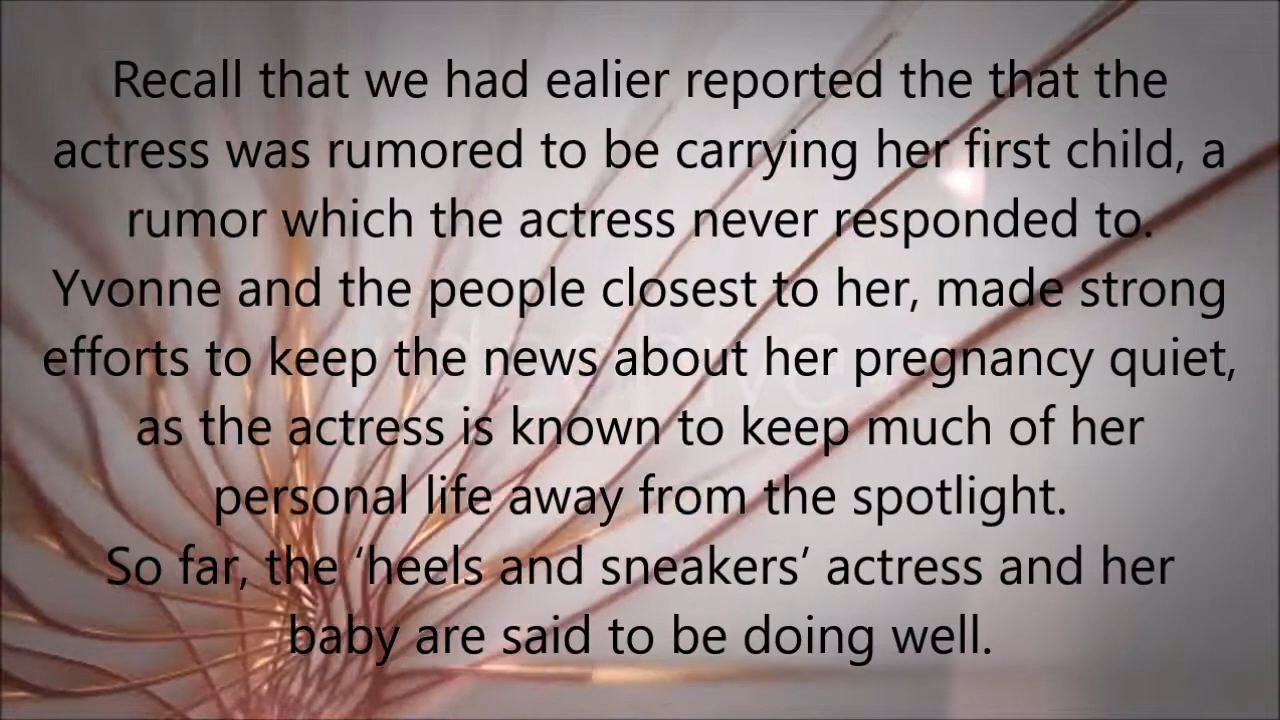 Recall that we had ealier reported the that the
actress was rumored to be carrying her first child, a
rumor which the actress never responded to.
Yvonne and the people closest to her, made strong
efforts to keep the news about her pregnancy quiet,
as the actress is known to keep much of her
personal life away from the spotlight.
So far, the ‘heels and sneakers’ actress and her
baby are said to be doing well.